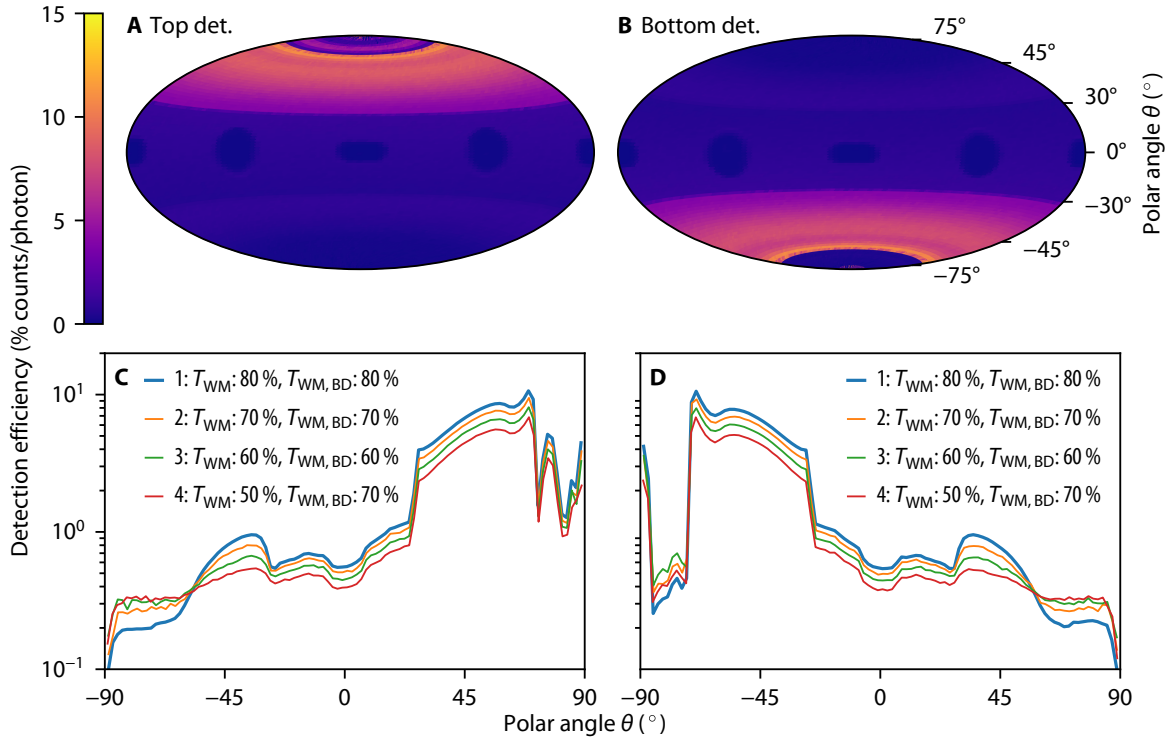 15
10
5
0
A Top det.
B Bottom det.
75°
45°
30°
0°
−30°
−45°
−75°
Polar angle θ (°)
Detection efficiency (% counts/photon)
C
1: T_WM: 80 %, T_WM, BD: 80 %
2: T_WM: 70 %, T_WM, BD: 70 %
3: T_WM: 60 %, T_WM, BD: 60 %
4: T_WM: 50 %, T_WM, BD: 70 %
D
1: T_WM: 80 %, T_WM, BD: 80 %
2: T_WM: 70 %, T_WM, BD: 70 %
3: T_WM: 60 %, T_WM, BD: 60 %
4: T_WM: 50 %, T_WM, BD: 70 %
10¹
10⁰
10⁻¹
−90 −45 0 45 90
−90 −45 0 45 90
Polar angle θ (°)